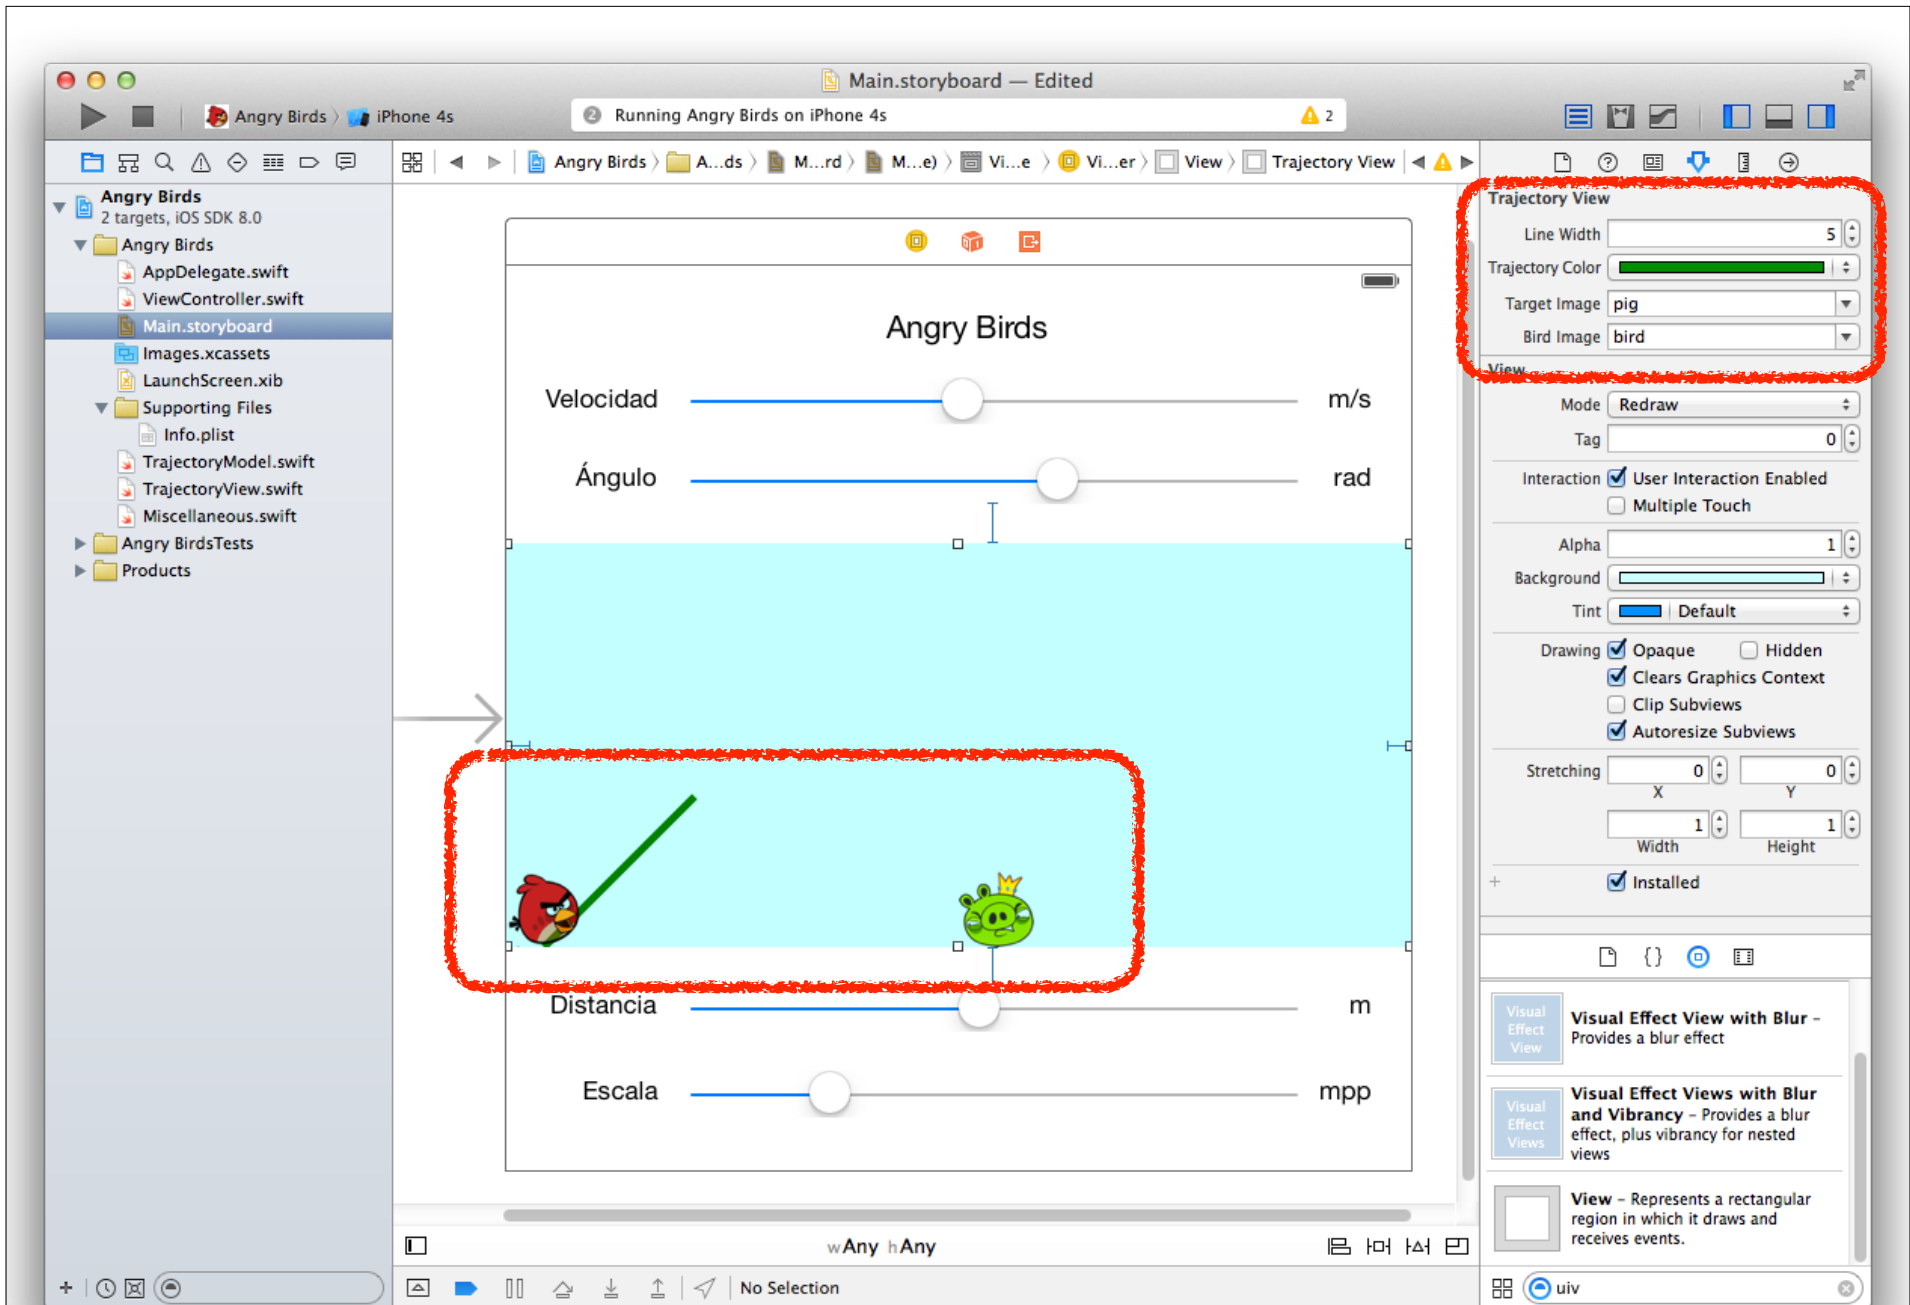 Main.storyboard — Edited
Angry Birds 〉 iPhone 4s
2 Running Angry Birds on iPhone 4s
2
Angry Birds 〉 A...ds 〉 M...rd 〉 M...e) 〉 Vi...e 〉 Vi...er 〉 View 〉 Trajectory View
Angry Birds
2 targets, iOS SDK 8.0
Angry Birds
AppDelegate.swift
ViewController.swift
Main.storyboard
Images.xcassets
LaunchScreen.xib
Supporting Files
Info.plist
TrajectoryModel.swift
TrajectoryView.swift
Miscellaneous.swift
Angry BirdsTests
Products
Angry Birds
Velocidad m/s
Ángulo rad
Distancia m
Escala mpp
wAny hAny
No Selection
Trajectory View
Line Width 5
Trajectory Color
Target Image pig
Bird Image bird
View
Mode Redraw
Tag 0
Interaction User Interaction Enabled
Multiple Touch
Alpha 1
Background
Tint Default
Drawing Opaque Hidden
Clears Graphics Context
Clip Subviews
Autoresize Subviews
Stretching 0 0
X Y
1 1
Width Height
+ Installed
{}
Visual
Effect
View
Visual Effect View with Blur –
Provides a blur effect
Visual
Effect
Views
Visual Effect Views with Blur
and Vibrancy – Provides a blur
effect, plus vibrancy for nested
views
View – Represents a rectangular
region in which it draws and
receives events.
uiv